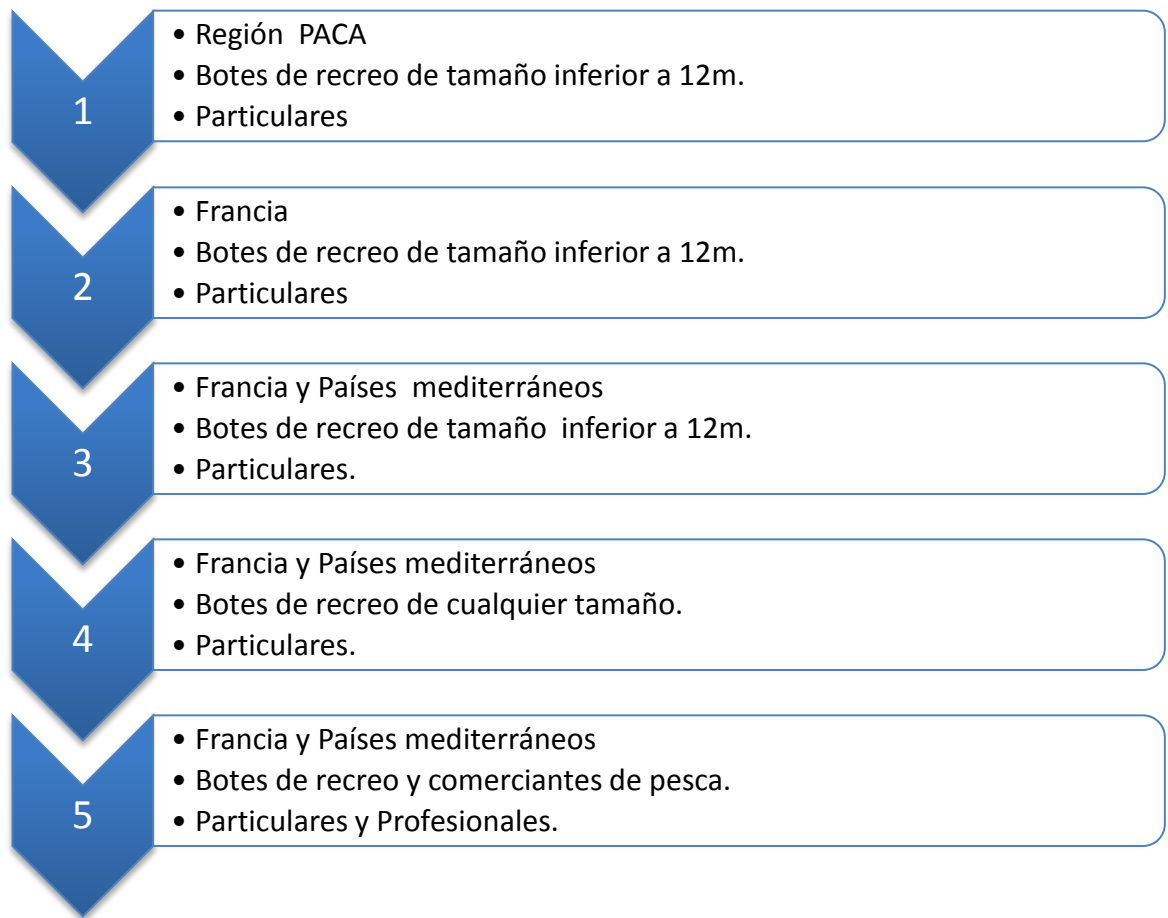 1
• Región PACA
• Botes de recreo de tamaño inferior a 12m.
• Particulares
2
• Francia
• Botes de recreo de tamaño inferior a 12m.
• Particulares
3
• Francia y Países mediterráneos
• Botes de recreo de tamaño inferior a 12m.
• Particulares.
4
• Francia y Países mediterráneos
• Botes de recreo de cualquier tamaño.
• Particulares.
5
• Francia y Países mediterráneos
• Botes de recreo y comerciantes de pesca.
• Particulares y Profesionales.